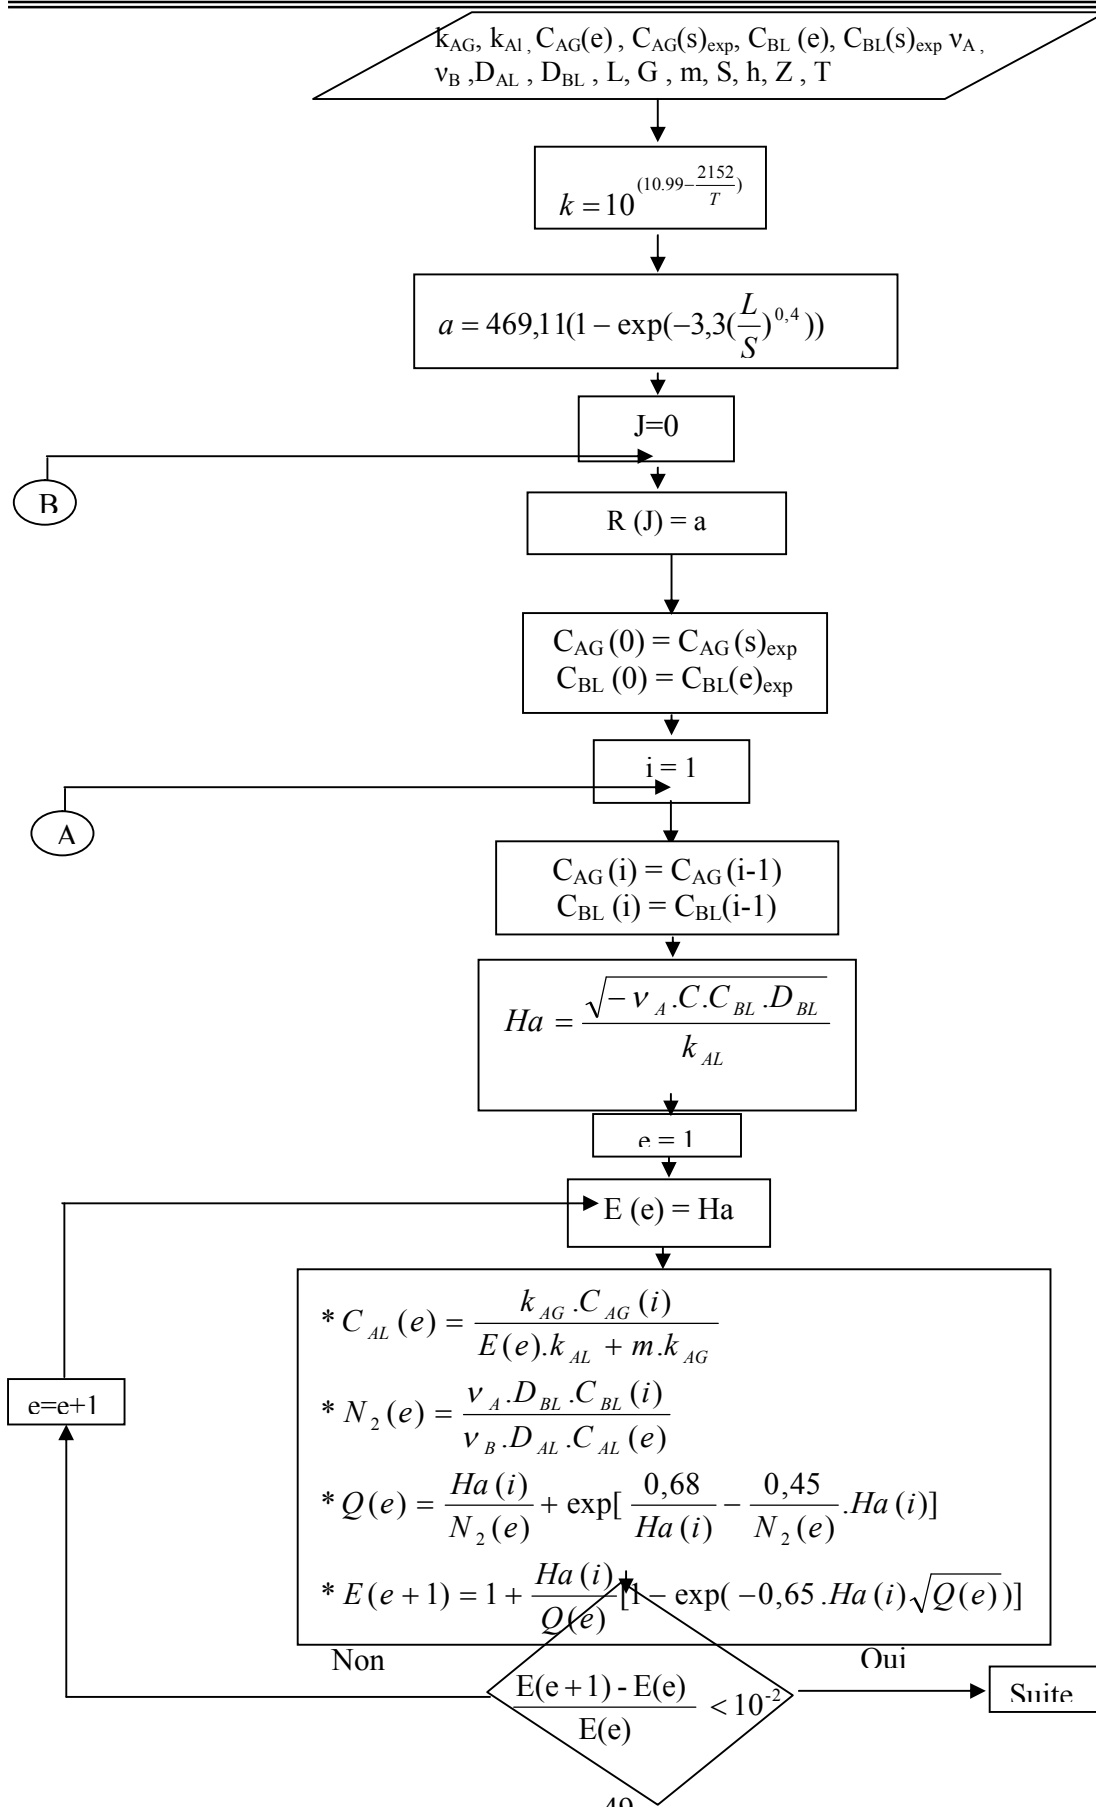 k_AG, k_Al , C_AG(e) , C_AG(s)_exp, C_BL (e), C_BL(s)_exp ν_A ,
ν_B ,D_AL , D_BL , L, G , m, S, h, Z , T
k = 10^(10.99−2152/T)
a = 469,11(1 − exp(−3,3(L/S)^0,4))
J=0
B
R (J) = a
C_AG (0) = C_AG (s)_exp
C_BL (0) = C_BL(e)_exp
i = 1
A
C_AG (i) = C_AG (i-1)
C_BL (i) = C_BL(i-1)
Ha = √(−ν_A .C.C_BL .D_BL) / k_AL
e = 1
E (e) = Ha
* C_AL (e) = k_AG .C_AG (i) / (E(e).k_AL + m.k_AG)
e=e+1
* N_2 (e) = ν_A .D_BL .C_BL (i) / (ν_B .D_AL .C_AL (e))
* Q(e) = Ha(i) / N_2(e) + exp[ 0,68 / Ha(i) − 0,45 / N_2(e) .Ha(i)]
* E(e+1) = 1 + Ha(i) / Q(e) [1 − exp( −0,65 .Ha(i)√Q(e))]
Non
Oui
(E(e+1) - E(e)) / E(e) < 10^-2
Suite
49